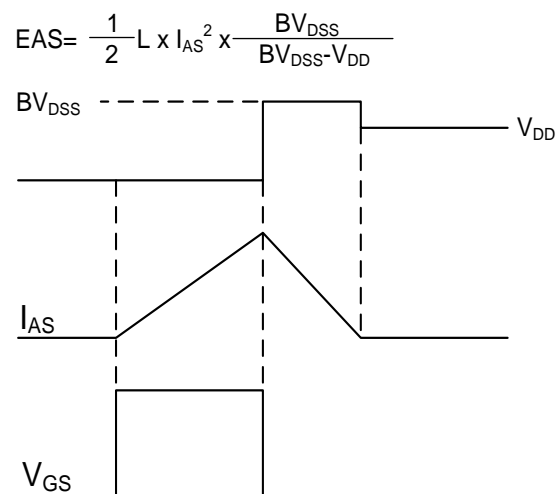 EAS= 1/2 L x I_AS^2 x BV_DSS/(BV_DSS-V_DD)
BV_DSS
V_DD
I_AS
V_GS